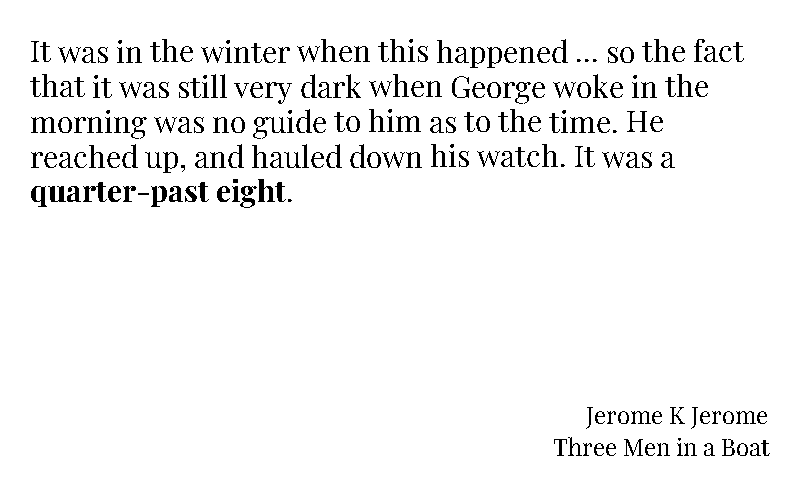 It was in the winter when this happened ... so the fact
that it was still very dark when George woke in the
morning was no guide to him as to the time. He
reached up, and hauled down his watch. It was a
quarter-past eight.
Jerome K Jerome
Three Men in a Boat